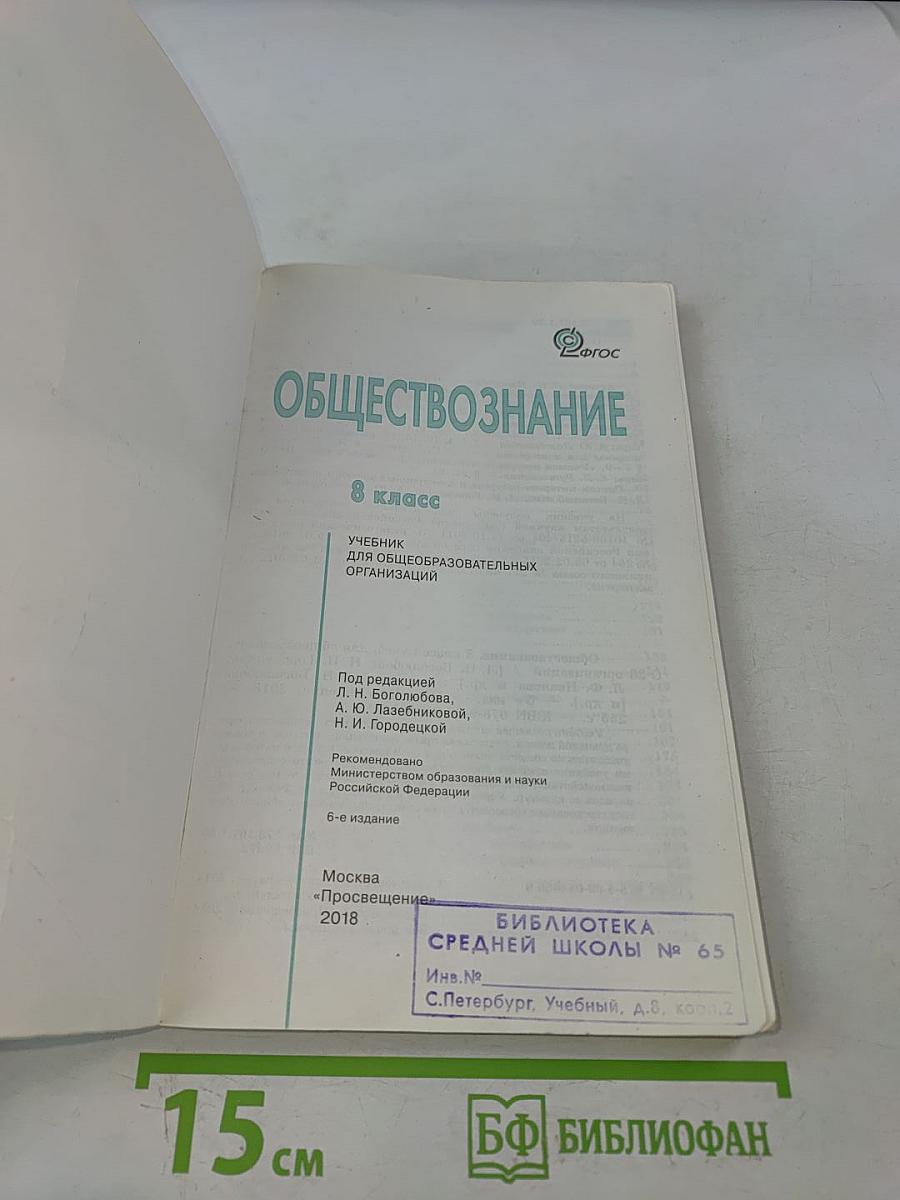 ФГОС
ОБЩЕСТВОЗНАНИЕ
8 класс
УЧЕБНИК
ДЛЯ ОБЩЕОБРАЗОВАТЕЛЬНЫХ
ОРГАНИЗАЦИЙ
Под редакцией
Л. Н. Боголюбова,
А. Ю. Лазебниковой,
Н. И. Городецкой
Рекомендовано
Министерством образования и науки
Российской Федерации
6-е издание
Москва
«Просвещение»
2018
БИБЛИОТЕКА
СРЕДНЕЙ ШКОЛЫ № 65
Инв.№
С.Петербург, Учебный, д.8, корп.2
15 см
БФ БИБЛИОФАН